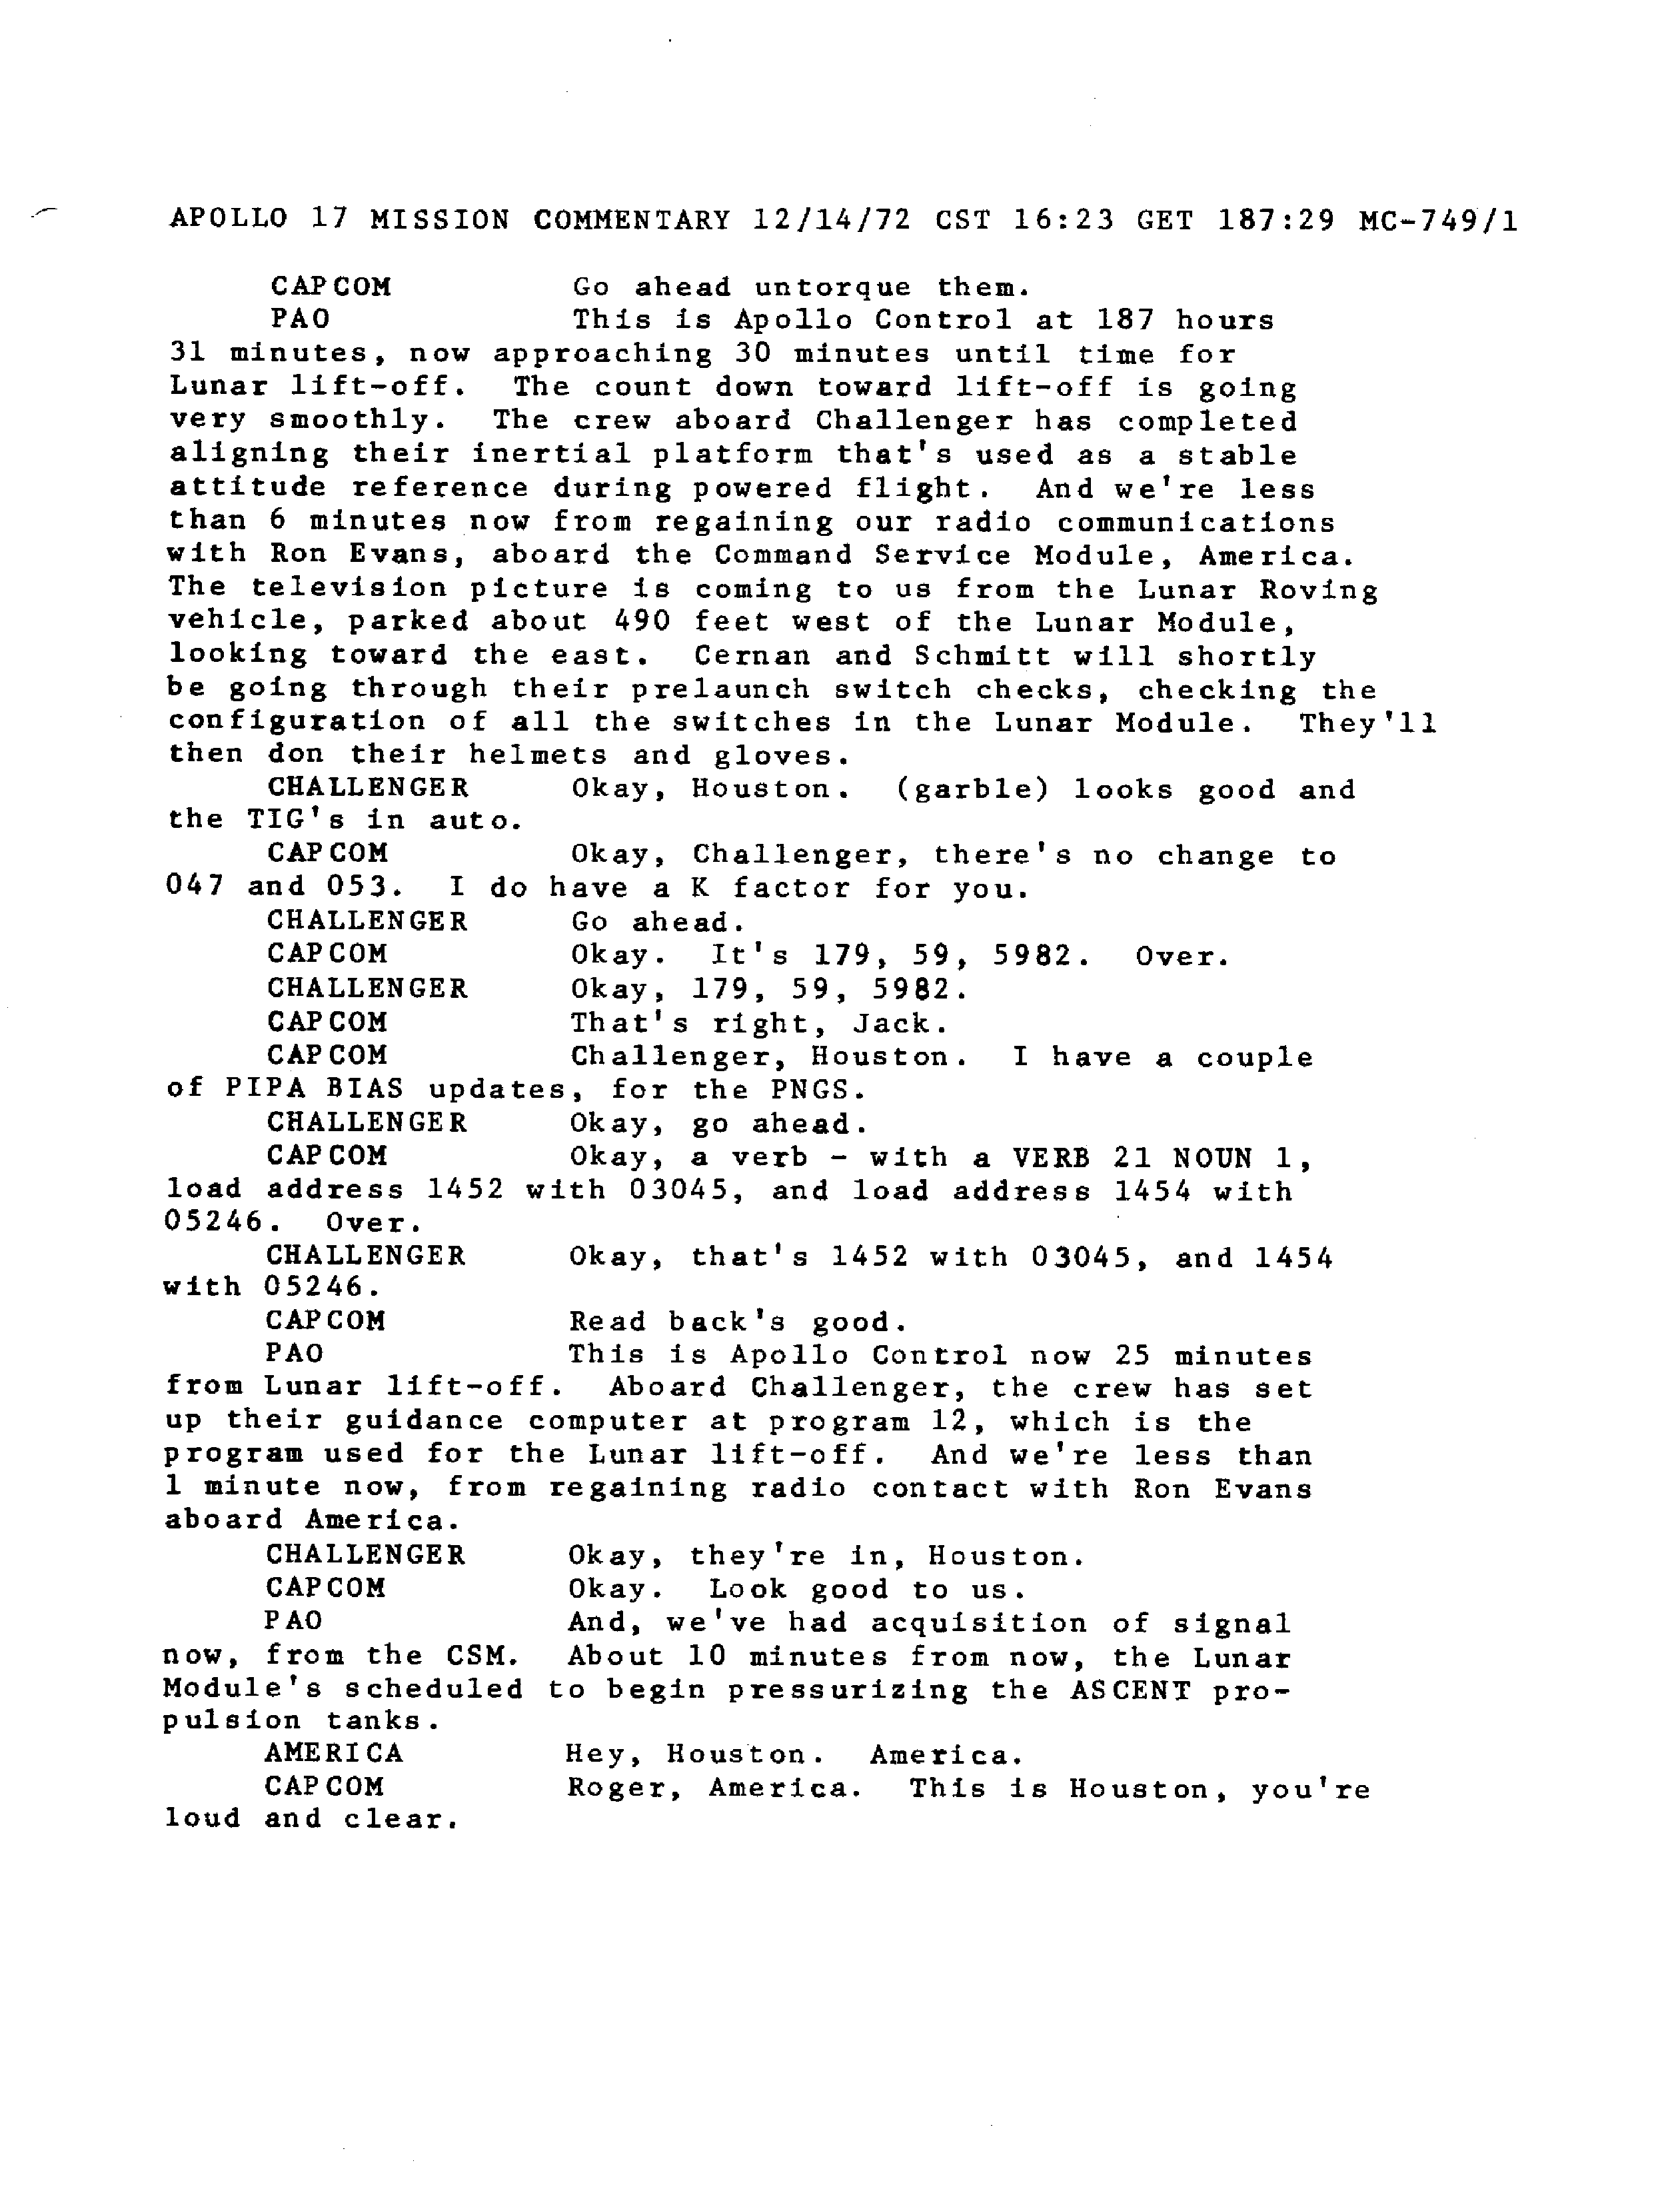 APOLLO 17 MISSION COMMENTARY 12/14/72 CST 16:23 GET 187:29 MC-749/1
CAPCOM Go ahead untorque them.
PAO This is Apollo Control at 187 hours
31 minutes, now approaching 30 minutes until time for
Lunar lift-off. The count down toward lift-off is going
very smoothly. The crew aboard Challenger has completed
aligning their inertial platform that's used as a stable
attitude reference during powered flight. And we're less
than 6 minutes now from regaining our radio communications
with Ron Evans, aboard the Command Service Module, America.
The television picture is coming to us from the Lunar Roving
vehicle, parked about 490 feet west of the Lunar Module,
looking toward the east. Cernan and Schmitt will shortly
be going through their prelaunch switch checks, checking the
configuration of all the switches in the Lunar Module. They'll
then don their helmets and gloves.
CHALLENGER Okay, Houston. (garble) looks good and
the TIG's in auto.
CAPCOM Okay, Challenger, there's no change to
047 and 053. I do have a K factor for you.
CHALLENGER Go ahead.
CAPCOM Okay. It's 179, 59, 5982. Over.
CHALLENGER Okay, 179, 59, 5982.
CAPCOM That's right, Jack.
CAPCOM Challenger, Houston. I have a couple
of PIPA BIAS updates, for the PNGS.
CHALLENGER Okay, go ahead.
CAPCOM Okay, a verb - with a VERB 21 NOUN 1,
load address 1452 with 03045, and load address 1454 with
05246. Over.
CHALLENGER Okay, that's 1452 with 03045, and 1454
with 05246.
CAPCOM Read back's good.
PAO This is Apollo Control now 25 minutes
from Lunar lift-off. Aboard Challenger, the crew has set
up their guidance computer at program 12, which is the
program used for the Lunar lift-off. And we're less than
1 minute now, from regaining radio contact with Ron Evans
aboard America.
CHALLENGER Okay, they're in, Houston.
CAPCOM Okay. Look good to us.
PAO And, we've had acquisition of signal
now, from the CSM. About 10 minutes from now, the Lunar
Module's scheduled to begin pressurizing the ASCENT pro-
pulsion tanks.
AMERICA Hey, Houston. America.
CAPCOM Roger, America. This is Houston, you're
loud and clear.